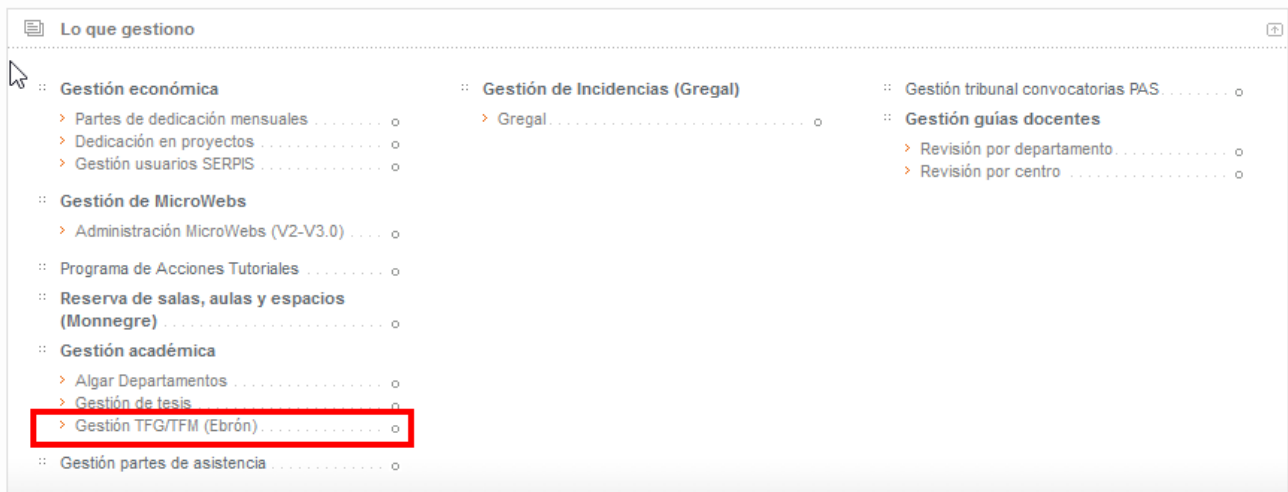 Lo que gestiono
Gestión económica
Partes de dedicación mensuales
Dedicación en proyectos
Gestión usuarios SERPIS
Gestión de MicroWebs
Administración MicroWebs (V2-V3.0)
Programa de Acciones Tutoriales
Reserva de salas, aulas y espacios
(Monnegre)
Gestión académica
Algar Departamentos
Gestión de tesis
Gestión TFG/TFM (Ebrón)
Gestión partes de asistencia
Gestión de Incidencias (Gregal)
Gregal
Gestión tribunal convocatorias PAS
Gestión guías docentes
Revisión por departamento
Revisión por centro